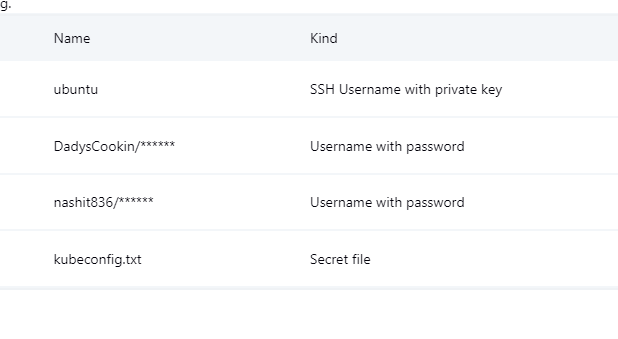 g.
Name Kind
ubuntu SSH Username with private key
DadysCookin/****** Username with password
nashit836/****** Username with password
kubeconfig.txt Secret file